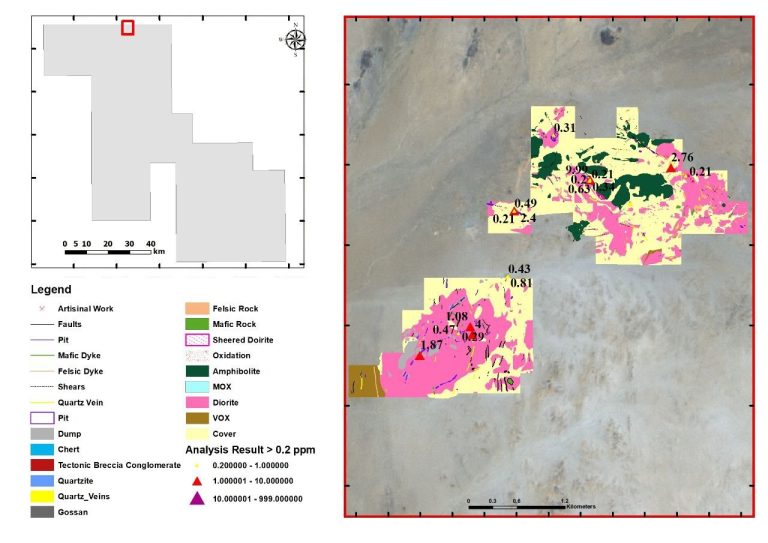 N
W
0 5 10 20 30 40
km
Legend
Artisinal Work
Faults
Pit
Mafic Dyke
Felsic Dyke
Shears
Quartz Vein
Pit
Dump
Chert
Tectonic Breccia Conglomerate
Quartzite
Quartz_Veins
Gossan
Felsic Rock
Mafic Rock
Sheered Doirite
Oxidation
Amphibolite
MOX
Diorite
VOX
Cover
Analysis Result > 0.2 ppm
0.200000 - 1.000000
1.000001 - 10.000000
10.000001 - 999.000000
0.31
2.76
9.99
0.21
0.21
0.2
0.63
0.34
0.49
0.21
2.4
0.43
0.81
1.08
4
0.47
0.29
1.87
0 0.3 0.6 1.2
Kilometers